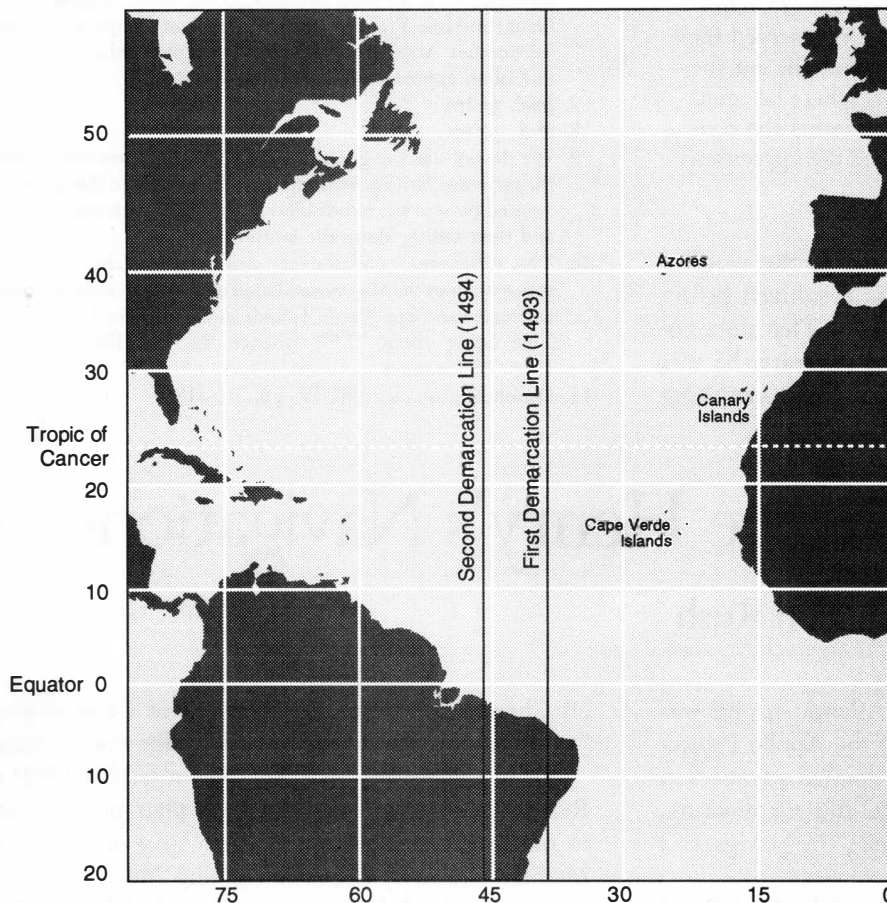 50
Azores
40
Second Demarcation Line (1494)
First Demarcation Line (1493)
30
Canary
Islands
Tropic of
Cancer
20
Cape Verde
Islands
10
Equator 0
10
20
75
60
45
30
15
0